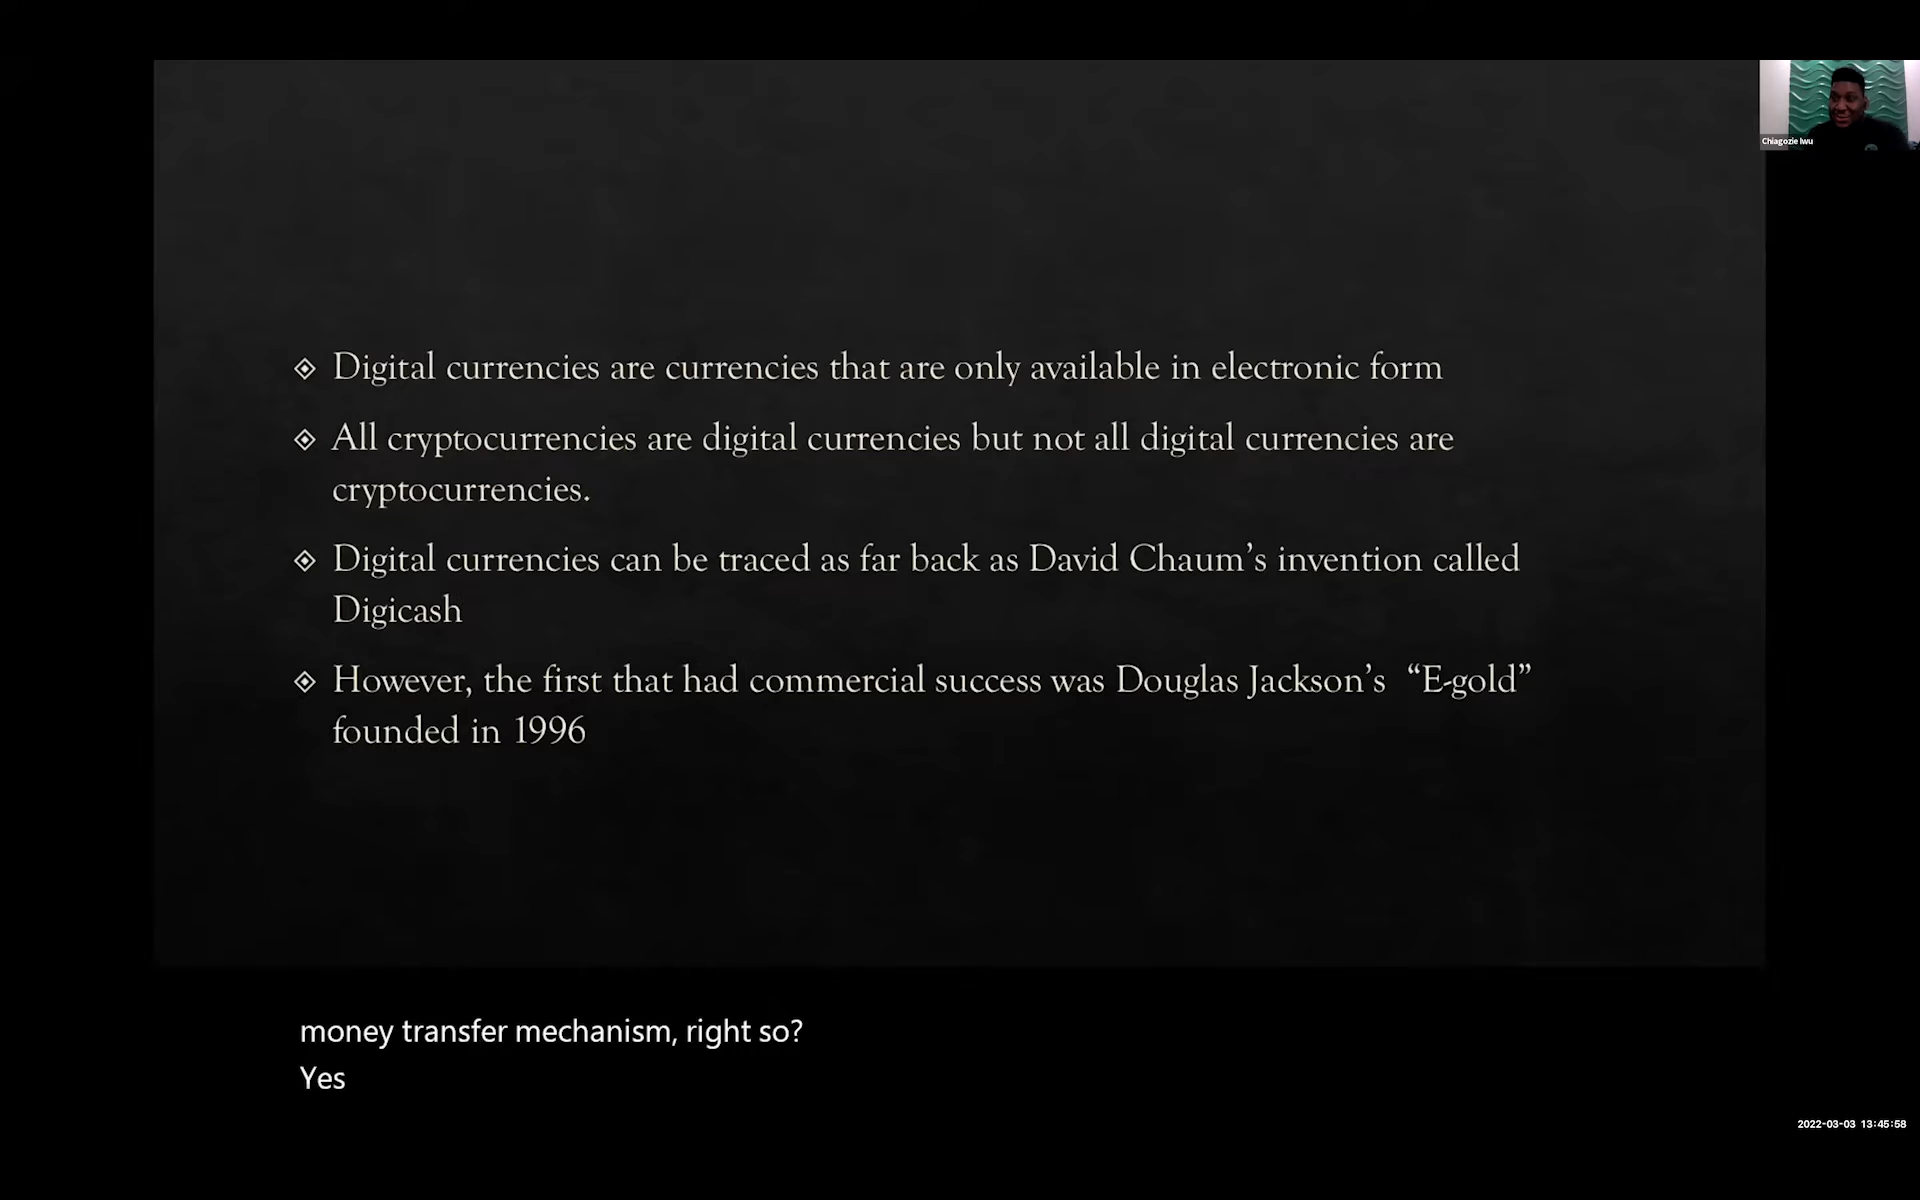 Chiagozie Iwu
Digital currencies are currencies that are only available in electronic form
All cryptocurrencies are digital currencies but not all digital currencies are
cryptocurrencies.
Digital currencies can be traced as far back as David Chaum’s invention called
Digicash
However, the first that had commercial success was Douglas Jackson’s “E-gold”
founded in 1996
money transfer mechanism, right so?
Yes
2022-03-03 13:45:58